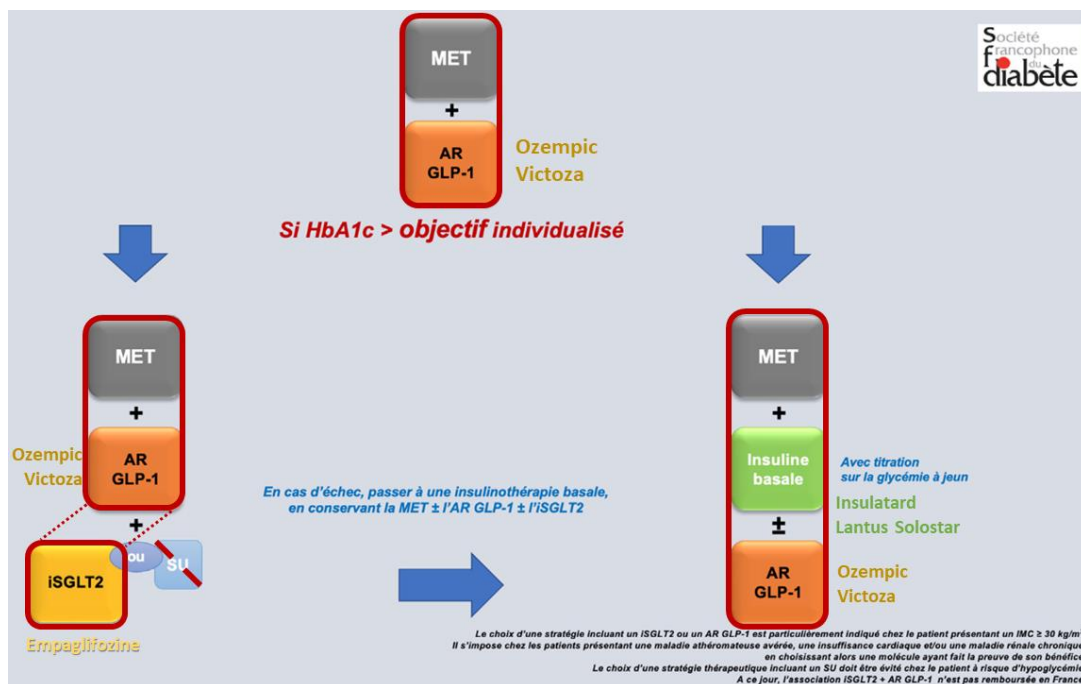 Société
francophone
du
diabète
MET
+
AR
GLP-1
Ozempic
Victoza
Si HbA1c > objectif individualisé
MET
+
Ozempic
Victoza
AR
GLP-1
+
iSGLT2
ou
SU
Empaglifozine
En cas d'échec, passer à une insulinothérapie basale,
en conservant la MET ± l'AR GLP-1 ± l'iSGLT2
MET
+
Insuline
basale
Avec titration
sur la glycémie à jeun
Insulatard
Lantus Solostar
±
AR
GLP-1
Ozempic
Victoza
Le choix d'une stratégie incluant un iSGLT2 ou un AR GLP-1 est particulièrement indiqué chez le patient présentant un IMC ≥ 30 kg/m²
Il s'impose chez les patients présentant une maladie athéromateuse avérée, une insuffisance cardiaque et/ou une maladie rénale chronique
en choisissant alors une molécule ayant fait la preuve de son bénéfice
Le choix d'une stratégie thérapeutique incluant un SU doit être évité chez le patient à risque d'hypoglycémie
A ce jour, l'association iSGLT2 + AR GLP-1 n'est pas remboursée en France